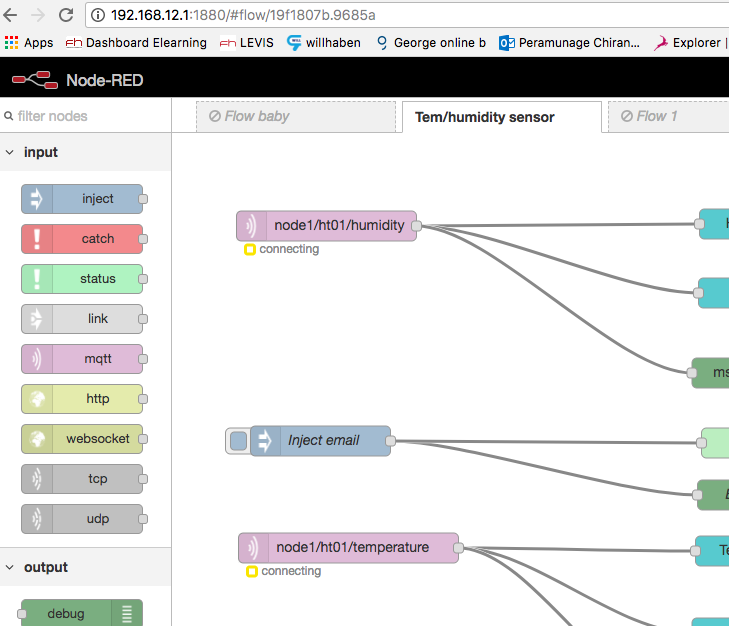 192.168.12.1:1880/#flow/19f1807b.9685a
Apps Dashboard Elearning LEVIS willhaben George online b Peramunage Chiran... Explorer |
Node-RED
filter nodes
Flow baby
Tem/humidity sensor
Flow 1
input
inject
catch
status
link
mqtt
http
websocket
tcp
udp
output
debug
node1/ht01/humidity
connecting
ms
Inject email
node1/ht01/temperature
connecting
Te